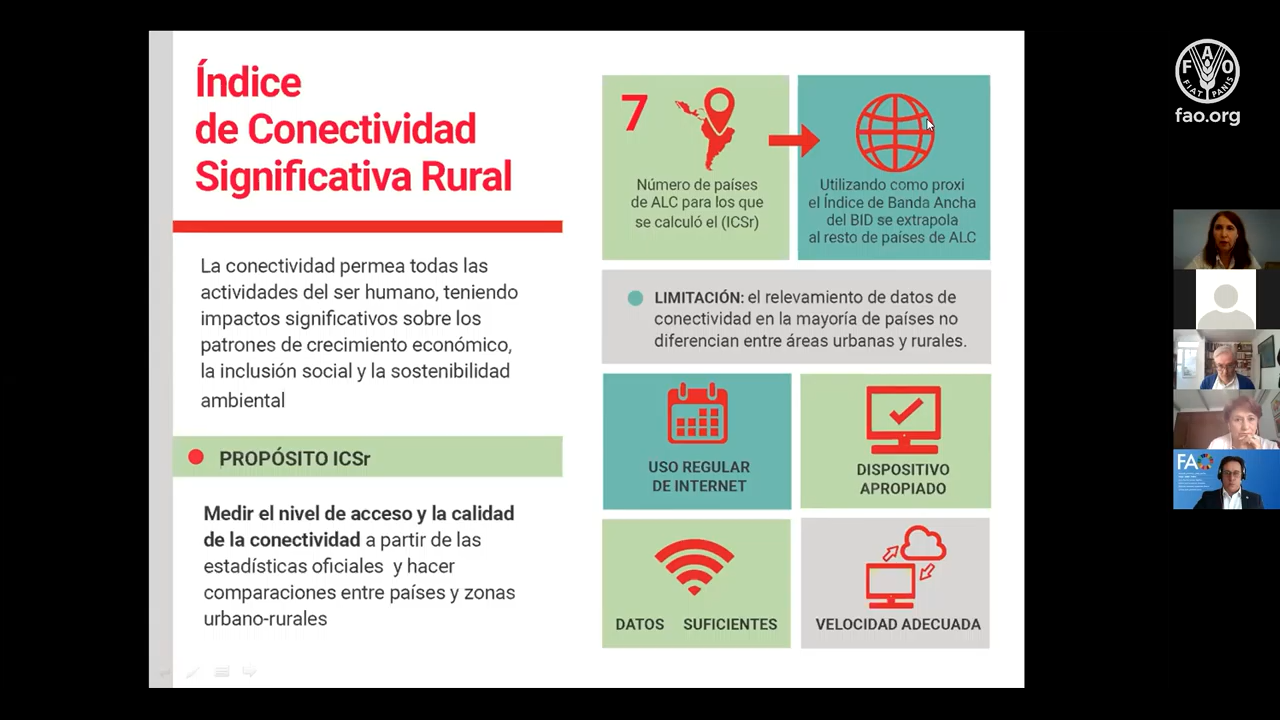 Índice
de Conectividad
Significativa Rural
La conectividad permea todas las
actividades del ser humano, teniendo
impactos significativos sobre los
patrones de crecimiento económico,
la inclusión social y la sostenibilidad
ambiental
PROPÓSITO ICSr
Medir el nivel de acceso y la calidad
de la conectividad a partir de las
estadísticas oficiales y hacer
comparaciones entre países y zonas
urbano-rurales
7
Número de países
de ALC para los que
se calculó el (ICSr)
Utilizando como proxi
el Índice de Banda Ancha
del BID se extrapola
al resto de países de ALC
LIMITACIÓN: el relevamiento de datos de
conectividad en la mayoría de países no
diferencian entre áreas urbanas y rurales.
USO REGULAR
DE INTERNET
DISPOSITIVO
APROPIADO
DATOS SUFICIENTES
VELOCIDAD ADECUADA
FAO
FIAT PANIS
fao.org
FAO